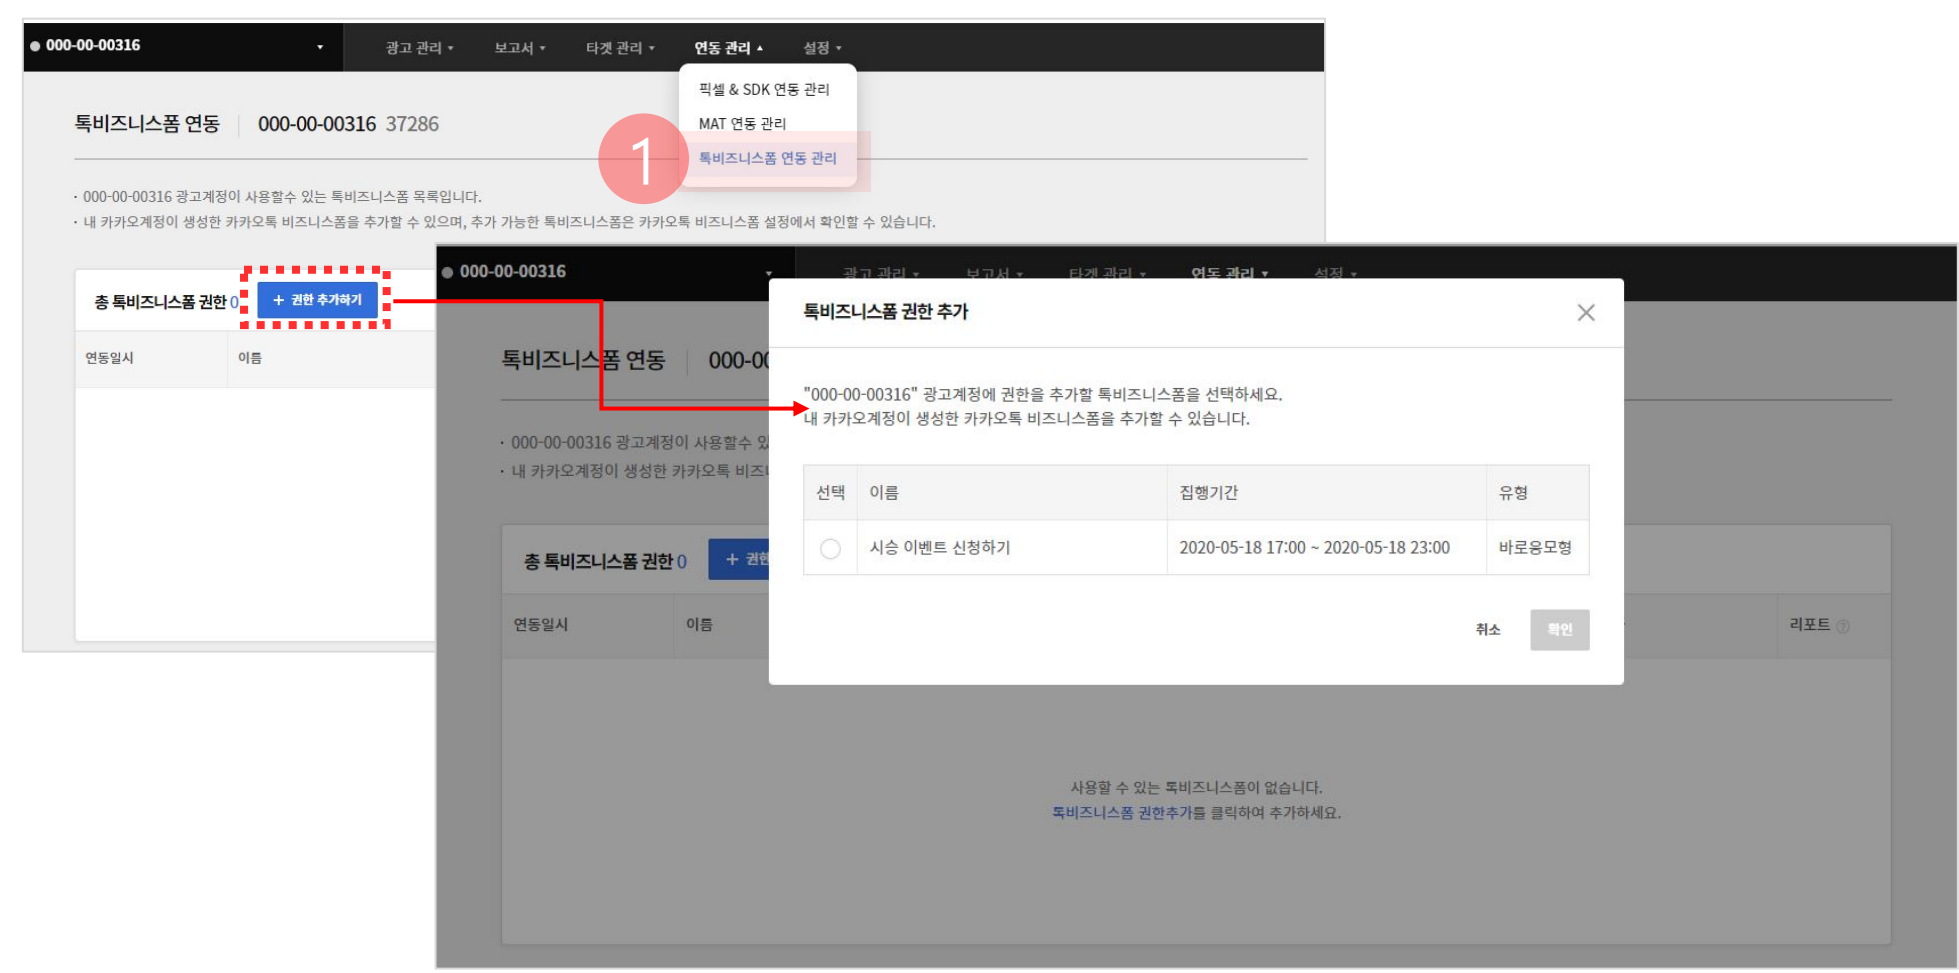 000-00-00316
광고 관리 보고서 타겟 관리 연동 관리 설정
픽셀 & SDK 연동 관리
MAT 연동 관리
톡비즈니스폼 연동 관리
1
톡비즈니스폼 연동 000-00-00316 37286
· 000-00-00316 광고계정이 사용할수 있는 톡비즈니스폼 목록입니다.
· 내 카카오계정이 생성한 카카오톡 비즈니스폼을 추가할 수 있으며, 추가 가능한 톡비즈니스폼은 카카오톡 비즈니스폼 설정에서 확인할 수 있습니다.
총 톡비즈니스폼 권한 0 + 권한 추가하기
연동일시 이름
000-00-00316
광고 관리 보고서 타겟 관리 연동 관리 설정
톡비즈니스폼 연동 000-00
· 000-00-00316 광고계정이 사용할수 있
· 내 카카오계정이 생성한 카카오톡 비즈니
총 톡비즈니스폼 권한 0 + 권한
연동일시 이름 리포트 ?
사용할 수 있는 톡비즈니스폼이 없습니다.
톡비즈니스폼 권한추가를 클릭하여 추가하세요.
톡비즈니스폼 권한 추가
"000-00-00316" 광고계정에 권한을 추가할 톡비즈니스폼을 선택하세요.
내 카카오계정이 생성한 카카오톡 비즈니스폼을 추가할 수 있습니다.
선택 이름 집행기간 유형
시승 이벤트 신청하기 2020-05-18 17:00 ~ 2020-05-18 23:00 바로응모형
취소 확인